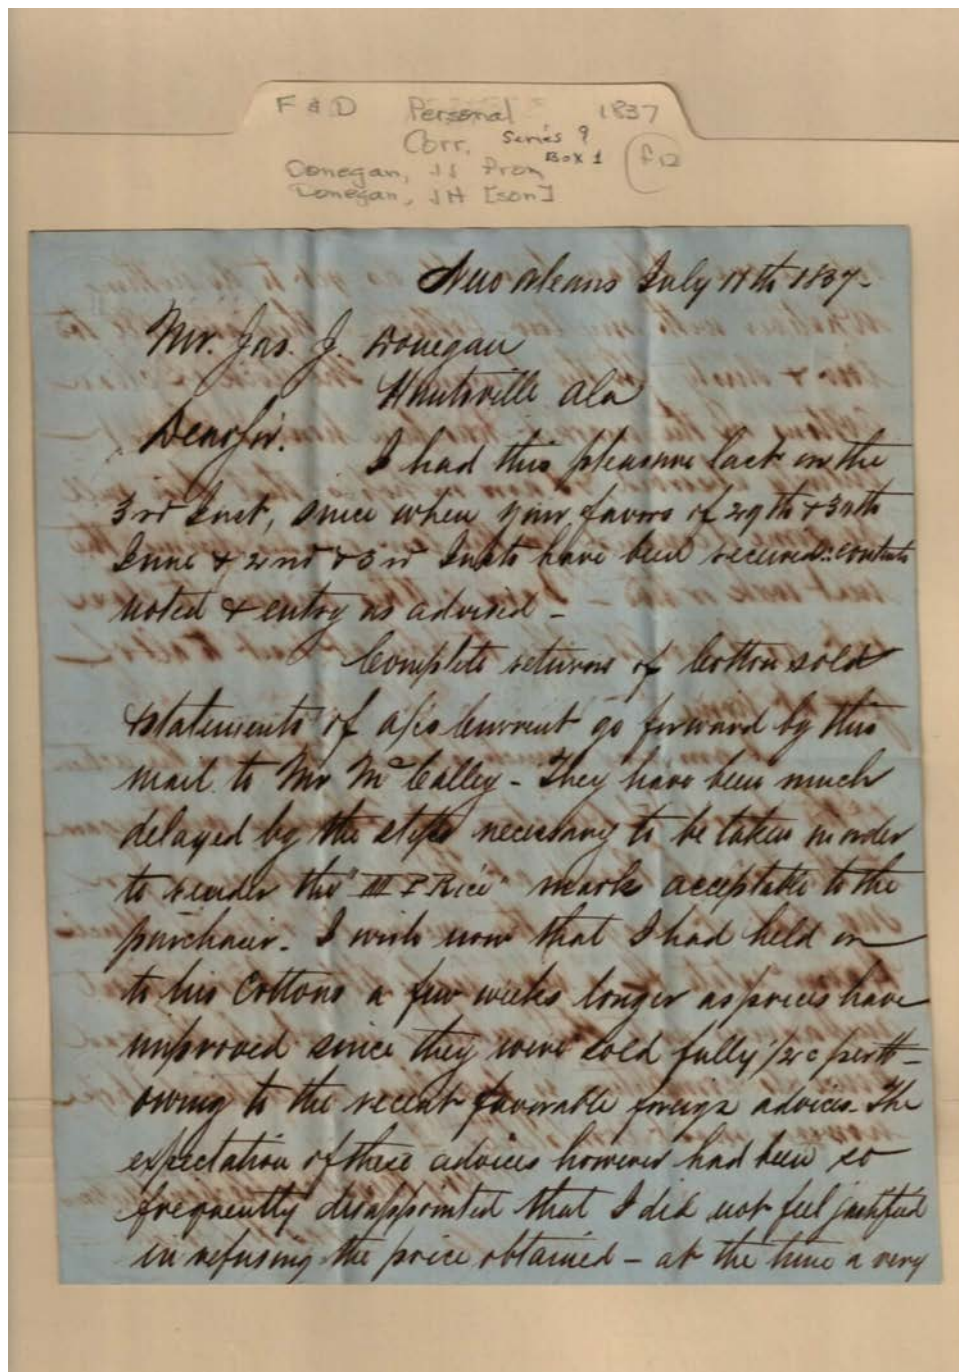 F & D Personal 1837
Corr. Series 9
Box 1 f12
Donegan, JJ from
Donegan, JH [son]
New Orleans July 11th 1837-
Mr. Jas. J. Donegan
Huntsville Ala
Dear Sir.
I had this pleasure last on the
3rd Inst, since when your favors of 29th & 30th
June & 2nd & 3rd Insts have been received: contents
noted & entry as advised -
Complete returns of Cotton sold
& statements of a/cs Current go forward by this
mail to Mr McCalley - They have been much
delayed by the steps necessary to be taken in order
to render the " Rice" mark acceptable to the
purchaser. I wish now that I had held on
to his Cottons a few weeks longer as prices have
improved since they were sold fully 1/2 c per lb -
owing to the recent favorable foreign advices. The
expectation of these advices however had been so
frequently disappointed that I did not feel justified
in refusing the price obtained - at the time a very